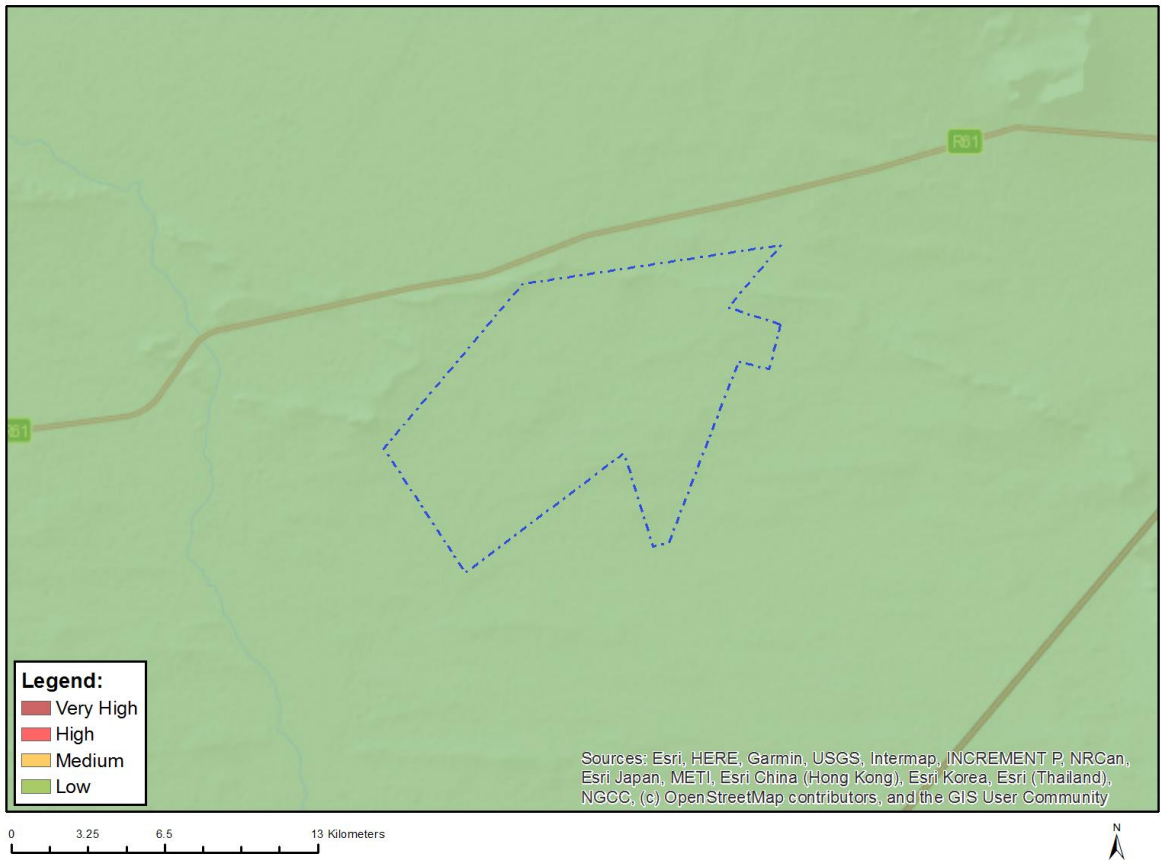 R61
61
Legend:
Very High
High
Medium
Low
Sources: Esri, HERE, Garmin, USGS, Intermap, INCREMENT P, NRCan,
Esri Japan, METI, Esri China (Hong Kong), Esri Korea, Esri (Thailand),
NGCC, (c) OpenStreetMap contributors, and the GIS User Community
0 3.25 6.5 13 Kilometers
N